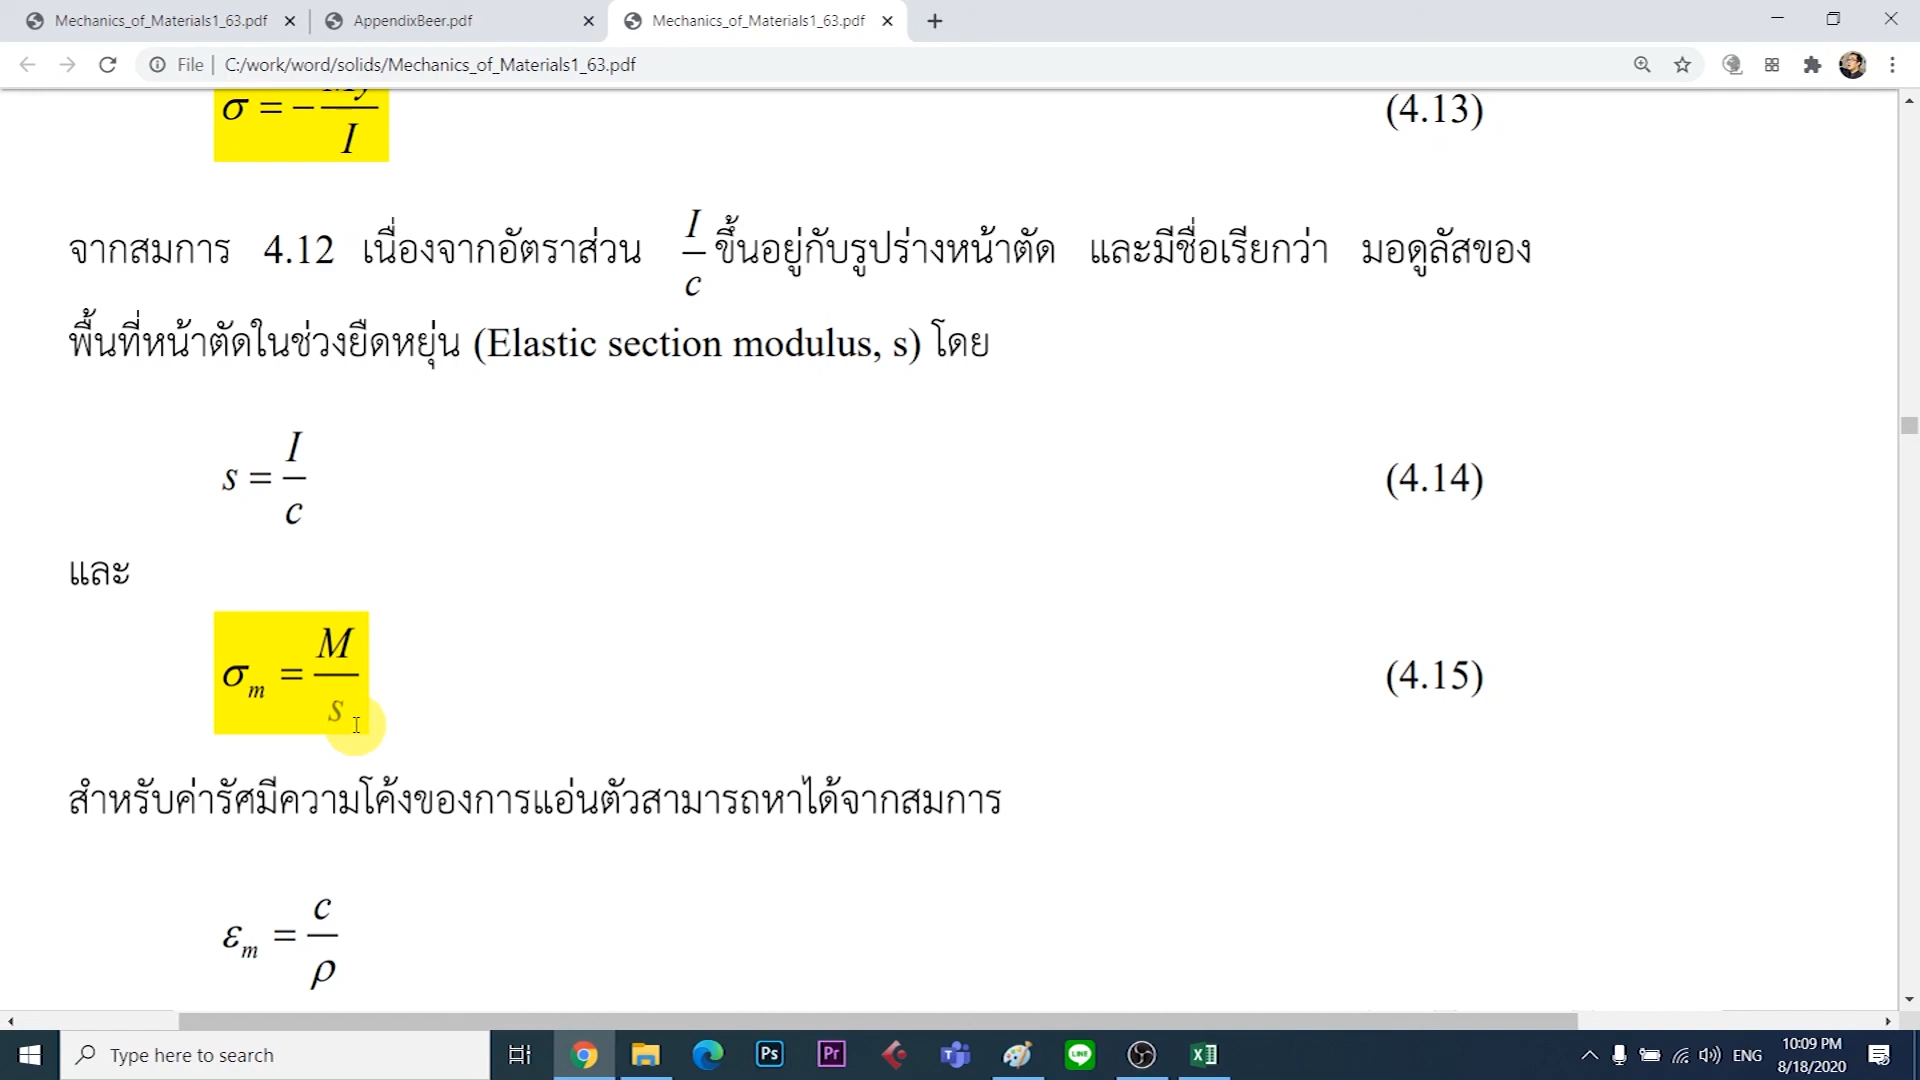 Mechanics_of_Materials1_63.pdf
AppendixBeer.pdf
Mechanics_of_Materials1_63.pdf
File | C:/work/word/solids/Mechanics_of_Materials1_63.pdf
σ = − / I (4.13)
จากสมการ 4.12 เนื่องจากอัตราส่วน I/c ขึ้นอยู่กับรูปร่างหน้าตัด และมีชื่อเรียกว่า มอดูลัสของ
พื้นที่หน้าตัดในช่วงยืดหยุ่น (Elastic section modulus, s) โดย
s = I/c (4.14)
และ
σm = M/s (4.15)
สำหรับค่ารัศมีความโค้งของการแอ่นตัวสามารถหาได้จากสมการ
εm = c/ρ
Type here to search
Ps
Pr
LINE
ENG
10:09 PM
8/18/2020